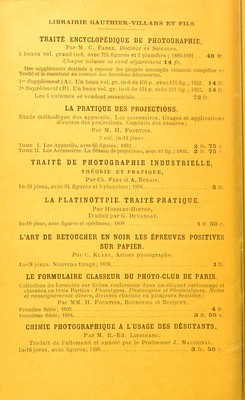 LIBRAIRIE GAUTHIER-VILLARS ET FILS
TRAITÉ ENCYCLOPÉDIQUE DE PHOTOGRAPHIE,
Par M. C. Fabre, Docteur ès Sciences.
4 beaux vol. grand in-8, avec 724 figures et 2 planches; 1889-1891... 48 fr
Chaque volume se vend séparément 14 fr.
Des suppléments destinés à exposer les progrès accomplis viennent compléter ce
Traité et le maintenir au courant des dernières découvertes.
1er Supplément (A). Un beau vol. gr. in-8 de 400 p. avec 176 fig.; 1892. 14 fr.
2e Supplément (B). Un beau vol. gr. in-8 de 424 p. avec 221 fig.; 14 fr.
Les 6 volumes se vendent ensemble... 72 fr.
LA PRATIQUE DES PROJECTIONS.
Étude méthodique des appareils. Les accessoires. Usages et applications
diverses des projections. Conduite des séances;
Par M. H. Fourtier.
2 vol. in-18 jésus.
Tome I. Les Appareils, avec 66 figures; 1892. 2 fr. 75 c.
Tome II. Les Accessoires. La Séance de projections, avec 67 fig.; 2 fr. 75 c.
TRAITÉ DE PHOTOGRAPHIE INDUSTRIELLE,
THÉORIE ET PRATIQUE,
Par Ch. Féry et A. Burais.
In-18 jésus, avec 94 figures et 9 planches; 5 fr.
LA PLATINOTYPIE. TRAITÉ PRATIQUE.
Par Horsley-Hinton,
Traduit par G. Devanlay.
In-18 jésus, avec figures et spécimens; 1 fr. 50 c.
L'ART DE RETOUCHER EN NOIR LES ÉPREUVES POSITIVES
SUR PAPIER.
Par C. Klary, Artiste photographe.
In-18 jésus. Nouveau tirage; 1 fr.
LE FORMULAIRE CLASSEUR DU PHOTO-CLUB DE PARIS.
Collection de formules sur fiches renfermées dans un élégant cartonnage et
classées en trois Parties: Phototypes, Photocopies et Photocalques, Notes
et renseignements divers, divisées chacune en plusieurs Sections;
Par MM. H. Fourtier, Bourgeois et Bucquet.
Première Série; 1892. 4 fr.
Deuxième Série; 1894. 3 fr. 50 c.
CHIMIE PHOTOGRAPHIQUE A L'USAGE DES DÉBUTANTS,
Par M. R.-Ed. Liesegang.
Traduit de l'allemand et annoté par le Professeur J. Maupeiral.
In-18 jésus, avec figures; 3 fr. 50 c.